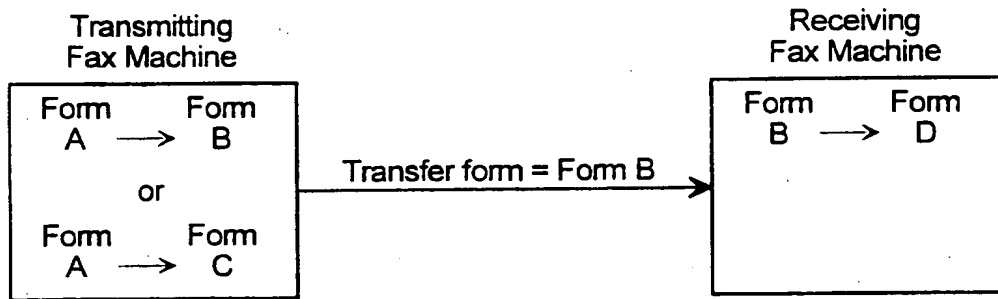 Transmitting
Fax Machine
Form Form
A B
or
Form Form
A C
Transfer form = Form B
Receiving
Fax Machine
Form Form
B D